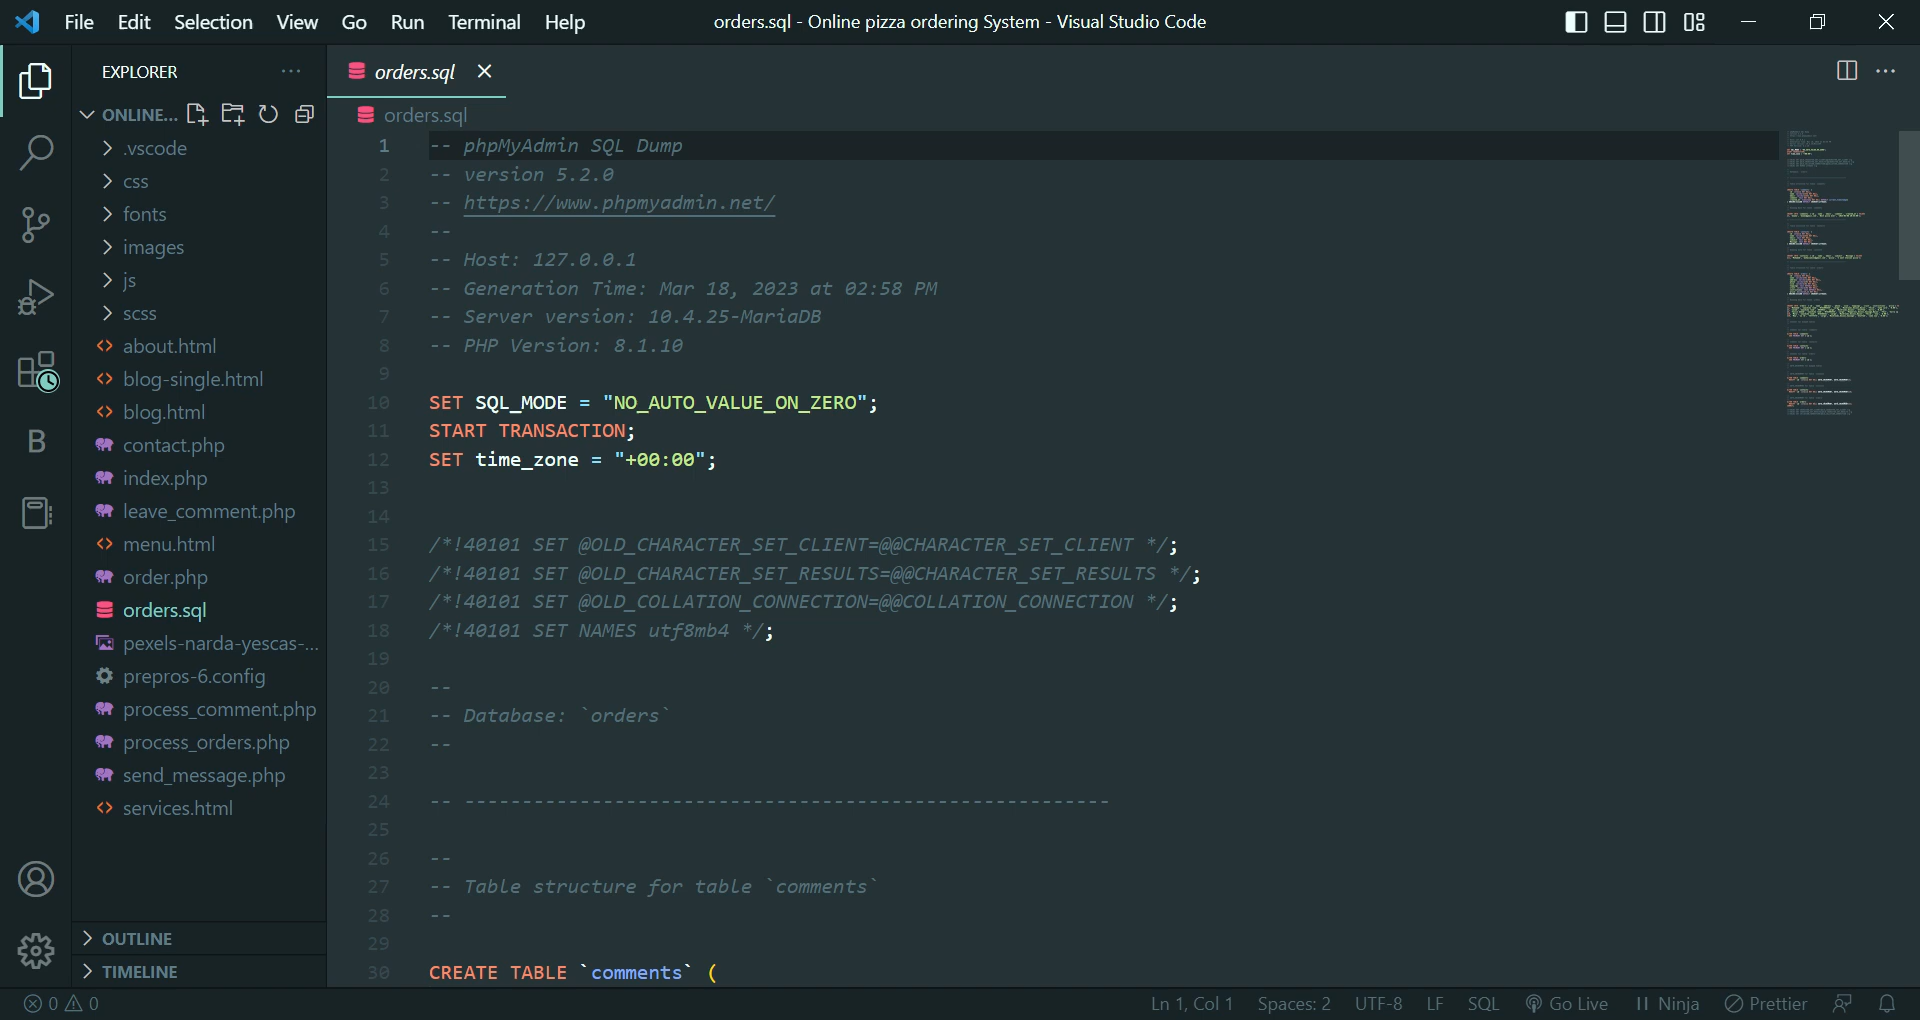 File Edit Selection View Go Run Terminal Help
orders.sql - Online pizza ordering System - Visual Studio Code
EXPLORER
ONLINE...
.vscode
css
fonts
images
js
scss
about.html
blog-single.html
blog.html
contact.php
index.php
leave_comment.php
menu.html
order.php
orders.sql
pexels-narda-yescas-...
prepros-6.config
process_comment.php
process_orders.php
send_message.php
services.html
OUTLINE
TIMELINE
B
orders.sql
orders.sql
1 -- phpMyAdmin SQL Dump
2 -- version 5.2.0
3 -- https://www.phpmyadmin.net/
4 --
5 -- Host: 127.0.0.1
6 -- Generation Time: Mar 18, 2023 at 02:58 PM
7 -- Server version: 10.4.25-MariaDB
8 -- PHP Version: 8.1.10
9
10 SET SQL_MODE = "NO_AUTO_VALUE_ON_ZERO";
11 START TRANSACTION;
12 SET time_zone = "+00:00";
13
14
15 /*!40101 SET @OLD_CHARACTER_SET_CLIENT=@@CHARACTER_SET_CLIENT */;
16 /*!40101 SET @OLD_CHARACTER_SET_RESULTS=@@CHARACTER_SET_RESULTS */;
17 /*!40101 SET @OLD_COLLATION_CONNECTION=@@COLLATION_CONNECTION */;
18 /*!40101 SET NAMES utf8mb4 */;
19
20 --
21 -- Database: `orders`
22 --
23
24 -- --------------------------------------------------------
25
26 --
27 -- Table structure for table `comments`
28 --
29
30 CREATE TABLE `comments` (
0 0
Ln 1, Col 1 Spaces: 2 UTF-8 LF SQL Go Live Ninja Prettier